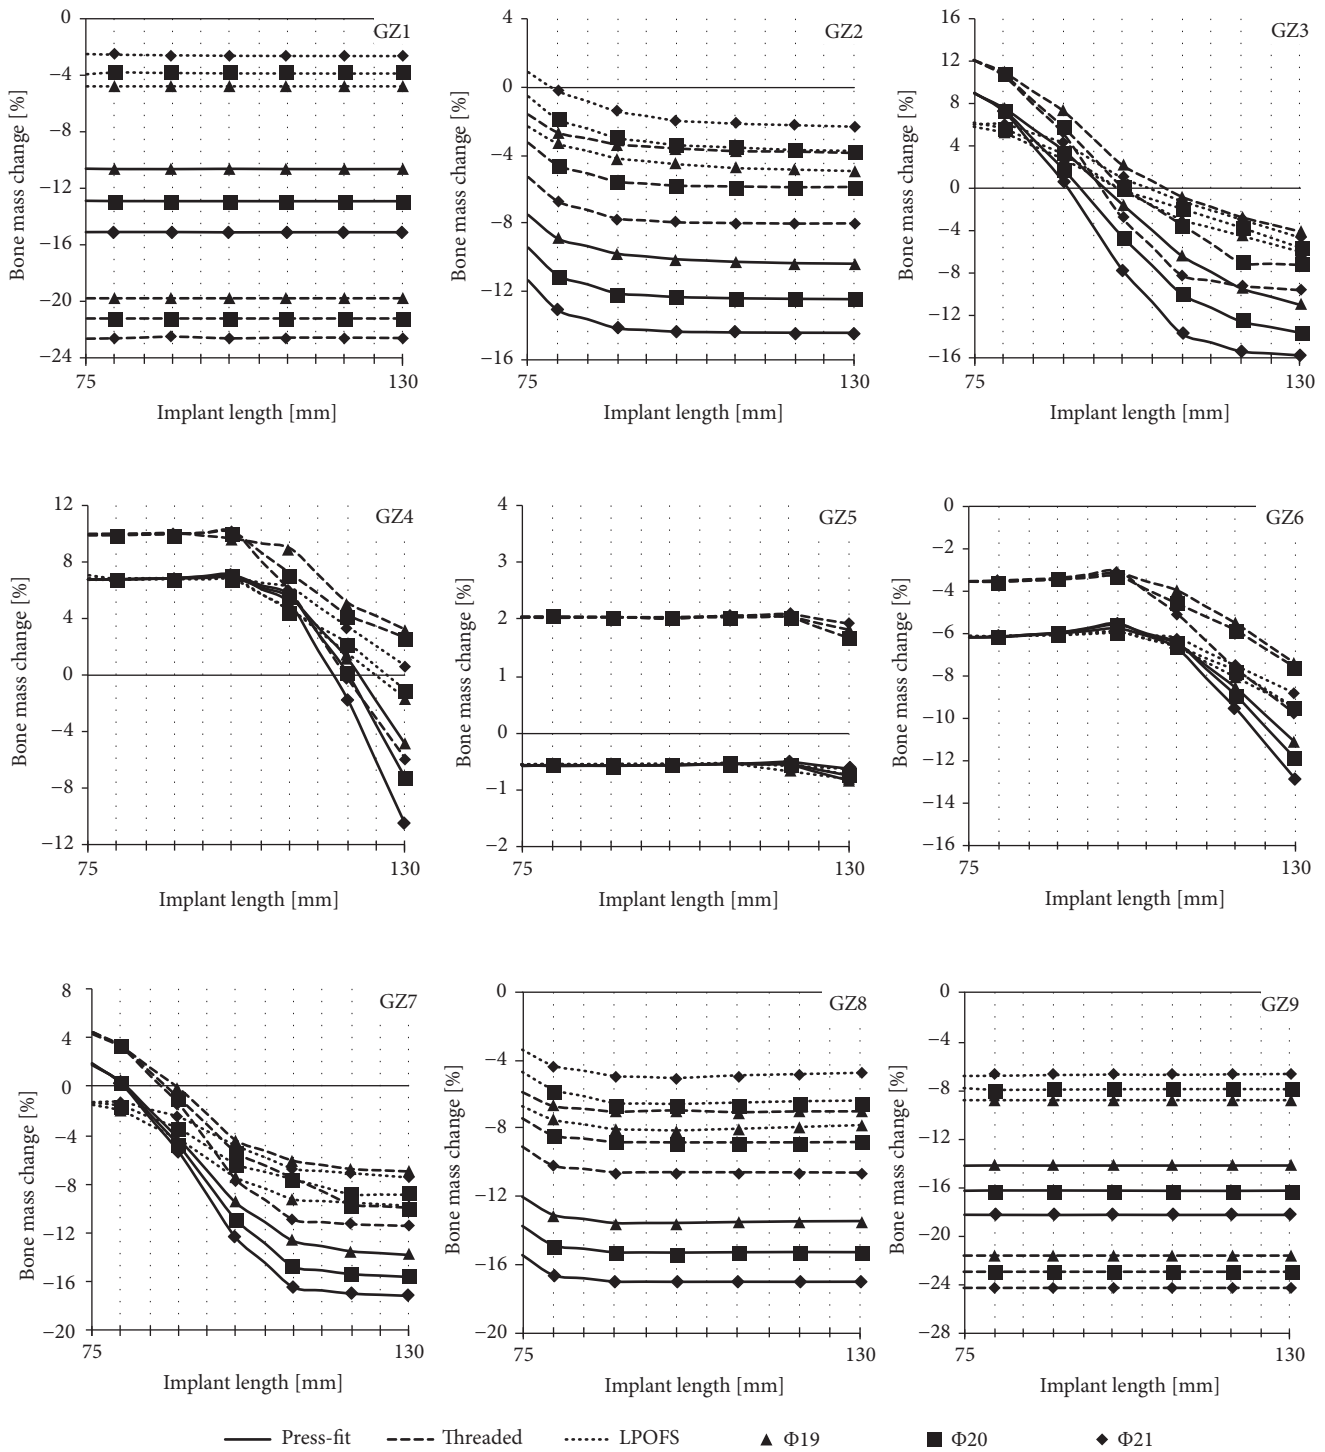 GZ1
0
−4
−8
−12
−16
−20
−24
75
130
Bone mass change [%]
Implant length [mm]
GZ2
4
0
−4
−8
−12
−16
75
130
Bone mass change [%]
Implant length [mm]
GZ3
16
12
8
4
0
−4
−8
−12
−16
75
130
Bone mass change [%]
Implant length [mm]
GZ4
12
8
4
0
−4
−8
−12
75
130
Bone mass change [%]
Implant length [mm]
GZ5
4
3
2
1
0
−1
−2
75
130
Bone mass change [%]
Implant length [mm]
GZ6
0
−2
−4
−6
−8
−10
−12
−14
−16
75
130
Bone mass change [%]
Implant length [mm]
GZ7
8
4
0
−4
−8
−12
−16
−20
75
130
Bone mass change [%]
Implant length [mm]
GZ8
0
−4
−8
−12
−16
−20
75
130
Bone mass change [%]
Implant length [mm]
GZ9
0
−4
−8
−12
−16
−20
−24
−28
75
130
Bone mass change [%]
Implant length [mm]
Press-fit
Threaded
LPOFS
Φ19
Φ20
Φ21